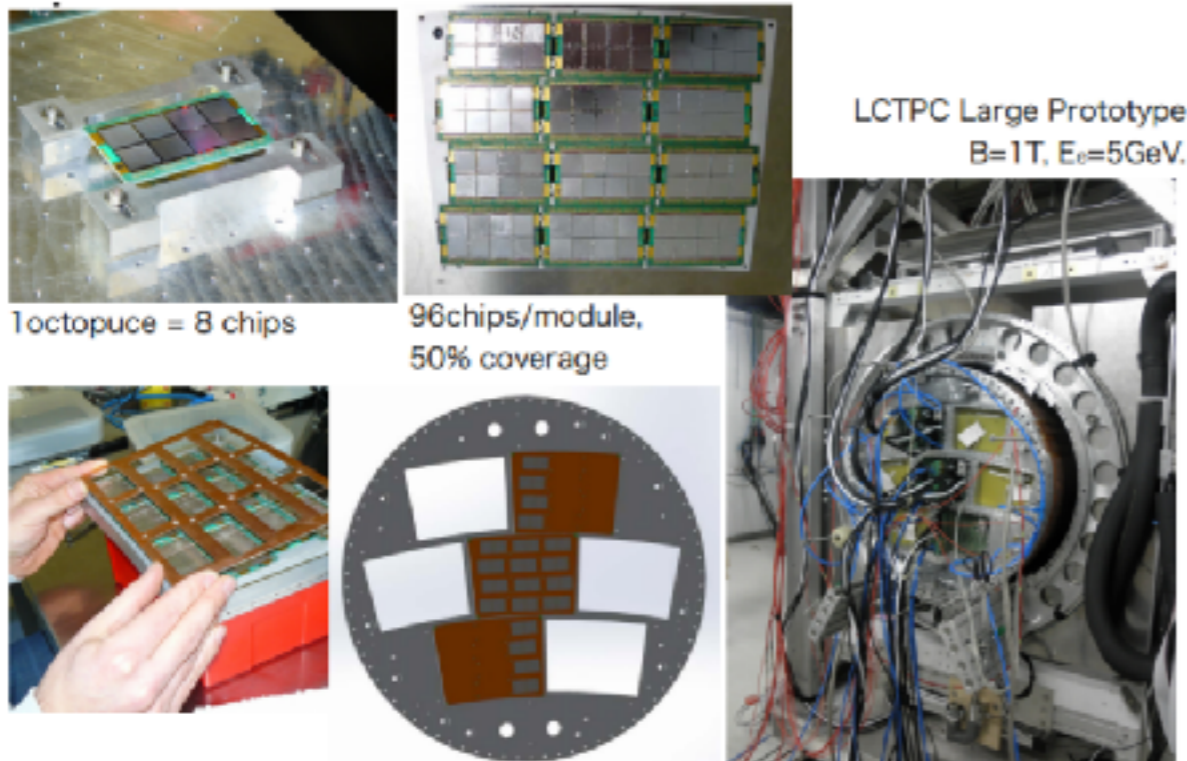 LCTPC Large Prototype
B=1T, Ee=5GeV.
1octopuce = 8 chips
96chips/module,
50% coverage